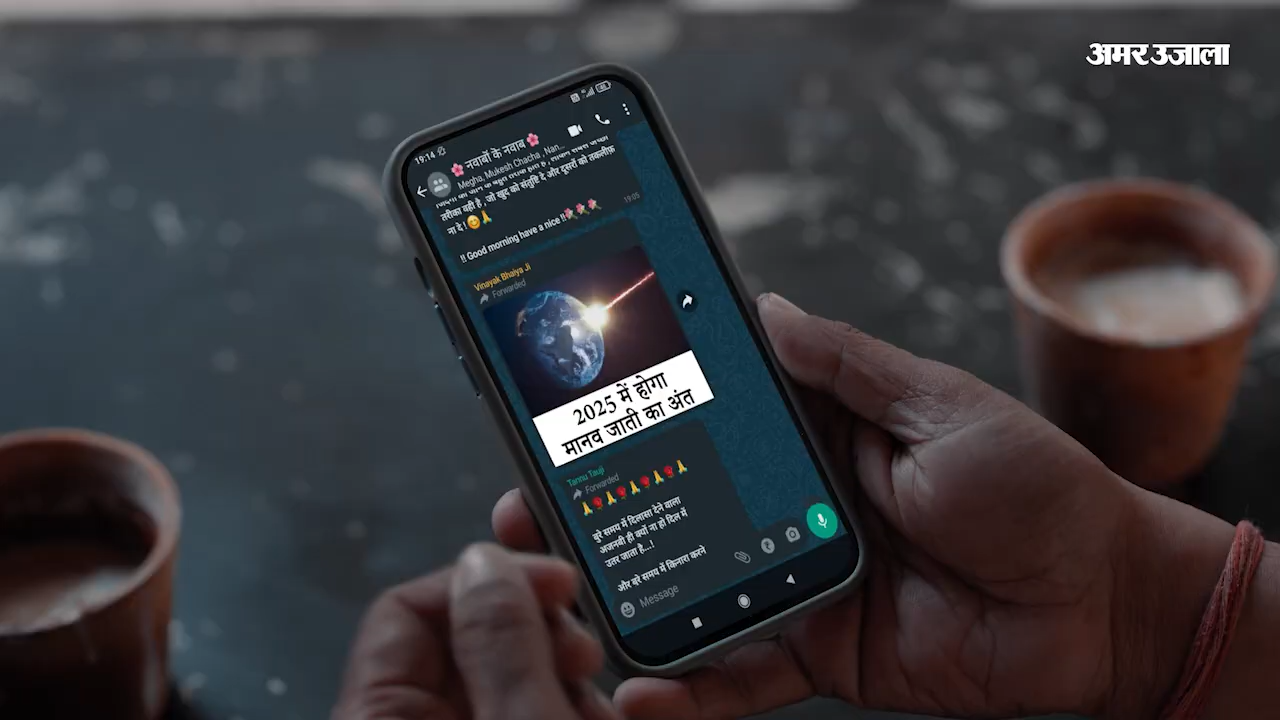 अमर उजाला
19:14
🌸 नवाबों के नवाब 🌸
Megha, Mukesh Chacha , Nan...
तरीका वही है , जो खुद को संतुष्टि दे और दूसरों को तकलीफ़
ना दे ! 😊🙏
19:05
!! Good morning have a nice !!💐💐💐
Vinayak Bhaiya Ji
Forwarded
2025 में होगा
मानव जाती का अंत
Tannu Tauji
Forwarded
🙏🌹🙏🌹🙏🌹🙏🌹🙏
बुरे समय में दिलासा देने वाला
अजनबी ही क्यों ना हो दिल में
उतर जाता है...!
और बुरे समय में किनारा करने
Message